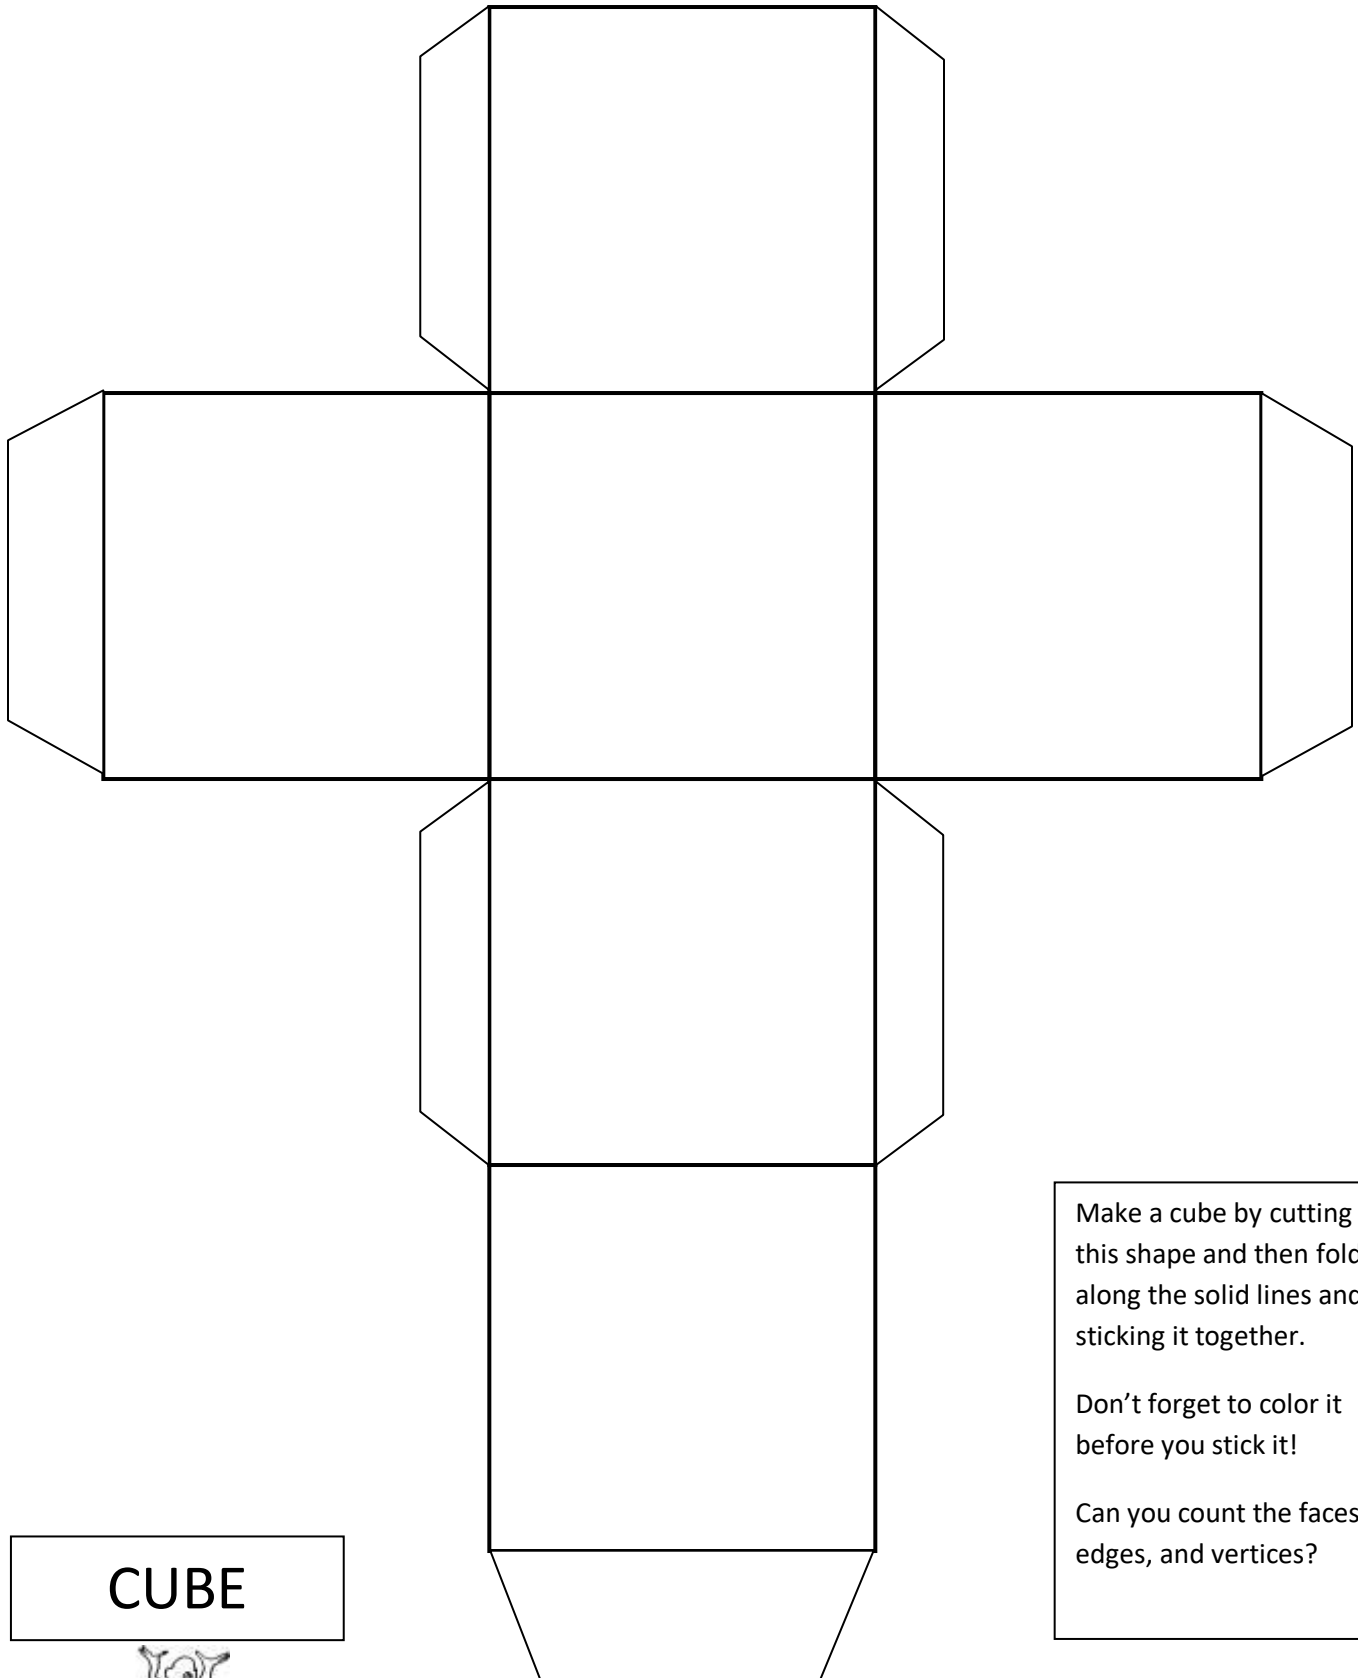 Make a cube by cutting
this shape and then fold
along the solid lines and
sticking it together.
Don’t forget to color it
before you stick it!
Can you count the faces
edges, and vertices?
CUBE